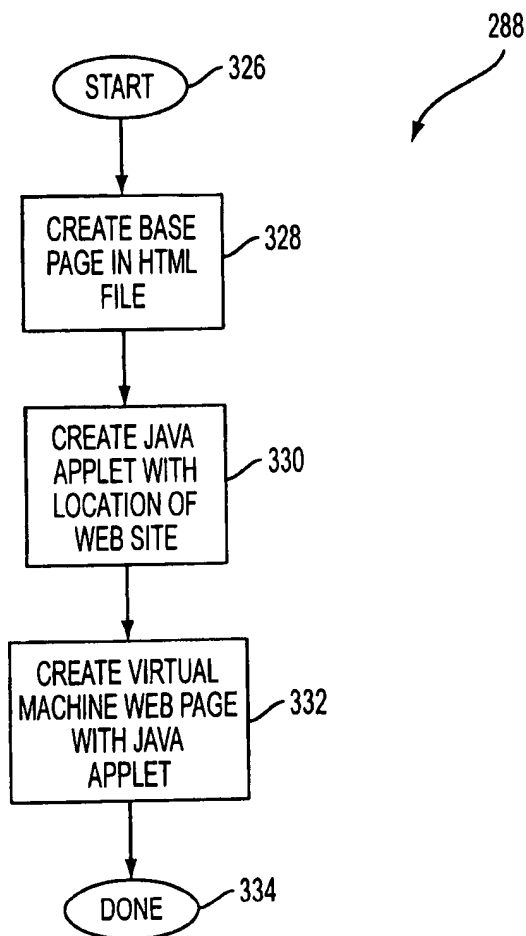 288
START
326
CREATE BASE
PAGE IN HTML
FILE
328
CREATE JAVA
APPLET WITH
LOCATION OF
WEB SITE
330
CREATE VIRTUAL
MACHINE WEB PAGE
WITH JAVA
APPLET
332
DONE
334